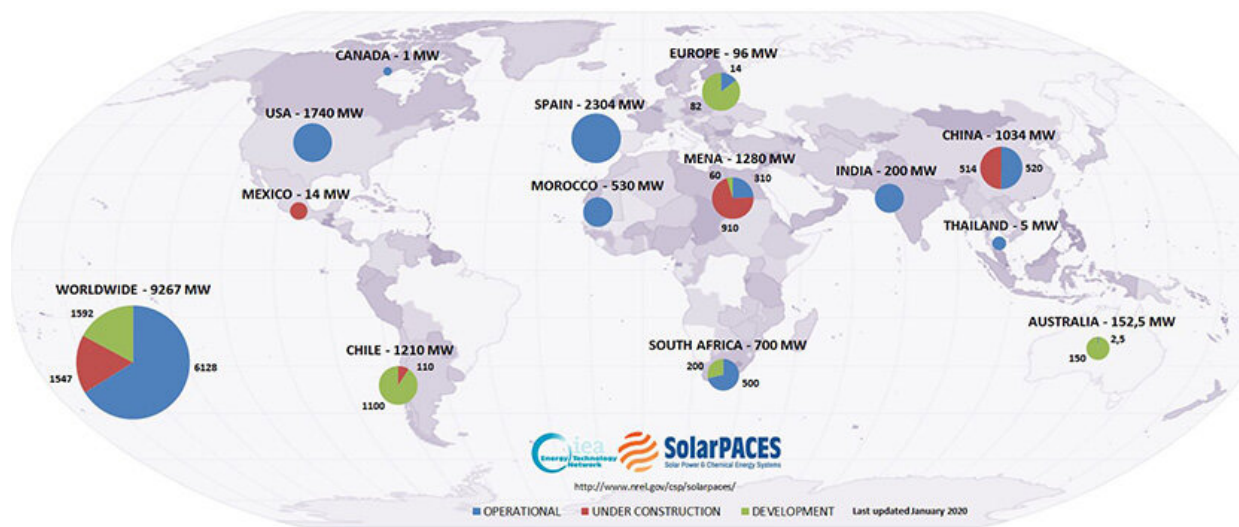 CANADA - 1 MW
EUROPE - 96 MW
14
82
USA - 1740 MW
SPAIN - 2304 MW
CHINA - 1034 MW
514
520
MENA - 1280 MW
60
310
910
INDIA - 200 MW
MOROCCO - 530 MW
MEXICO - 14 MW
THAILAND - 5 MW
WORLDWIDE - 9267 MW
1592
1547
6128
CHILE - 1210 MW
110
1100
SOUTH AFRICA - 700 MW
200
500
AUSTRALIA - 152,5 MW
2,5
150
iea
Energy Technology
Network
SolarPACES
Solar Power & Chemical Energy Systems
http://www.nrel.gov/csp/solarpaces/
OPERATIONAL UNDER CONSTRUCTION DEVELOPMENT Last updated January 2020